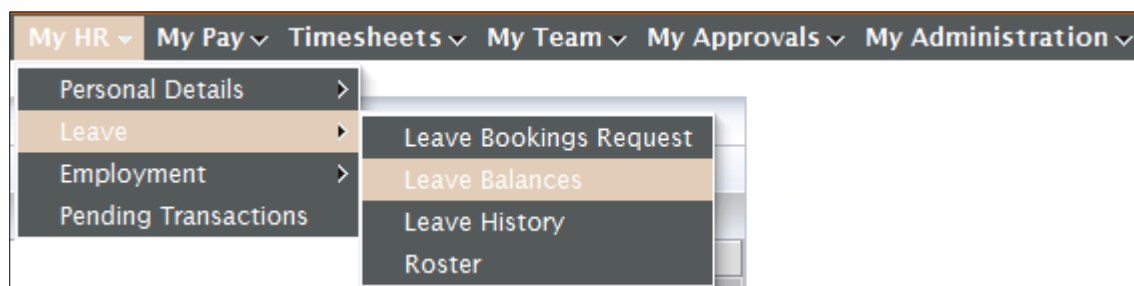 My HR My Pay Timesheets My Team My Approvals My Administration
Personal Details
Leave
Employment
Pending Transactions
Leave Bookings Request
Leave Balances
Leave History
Roster